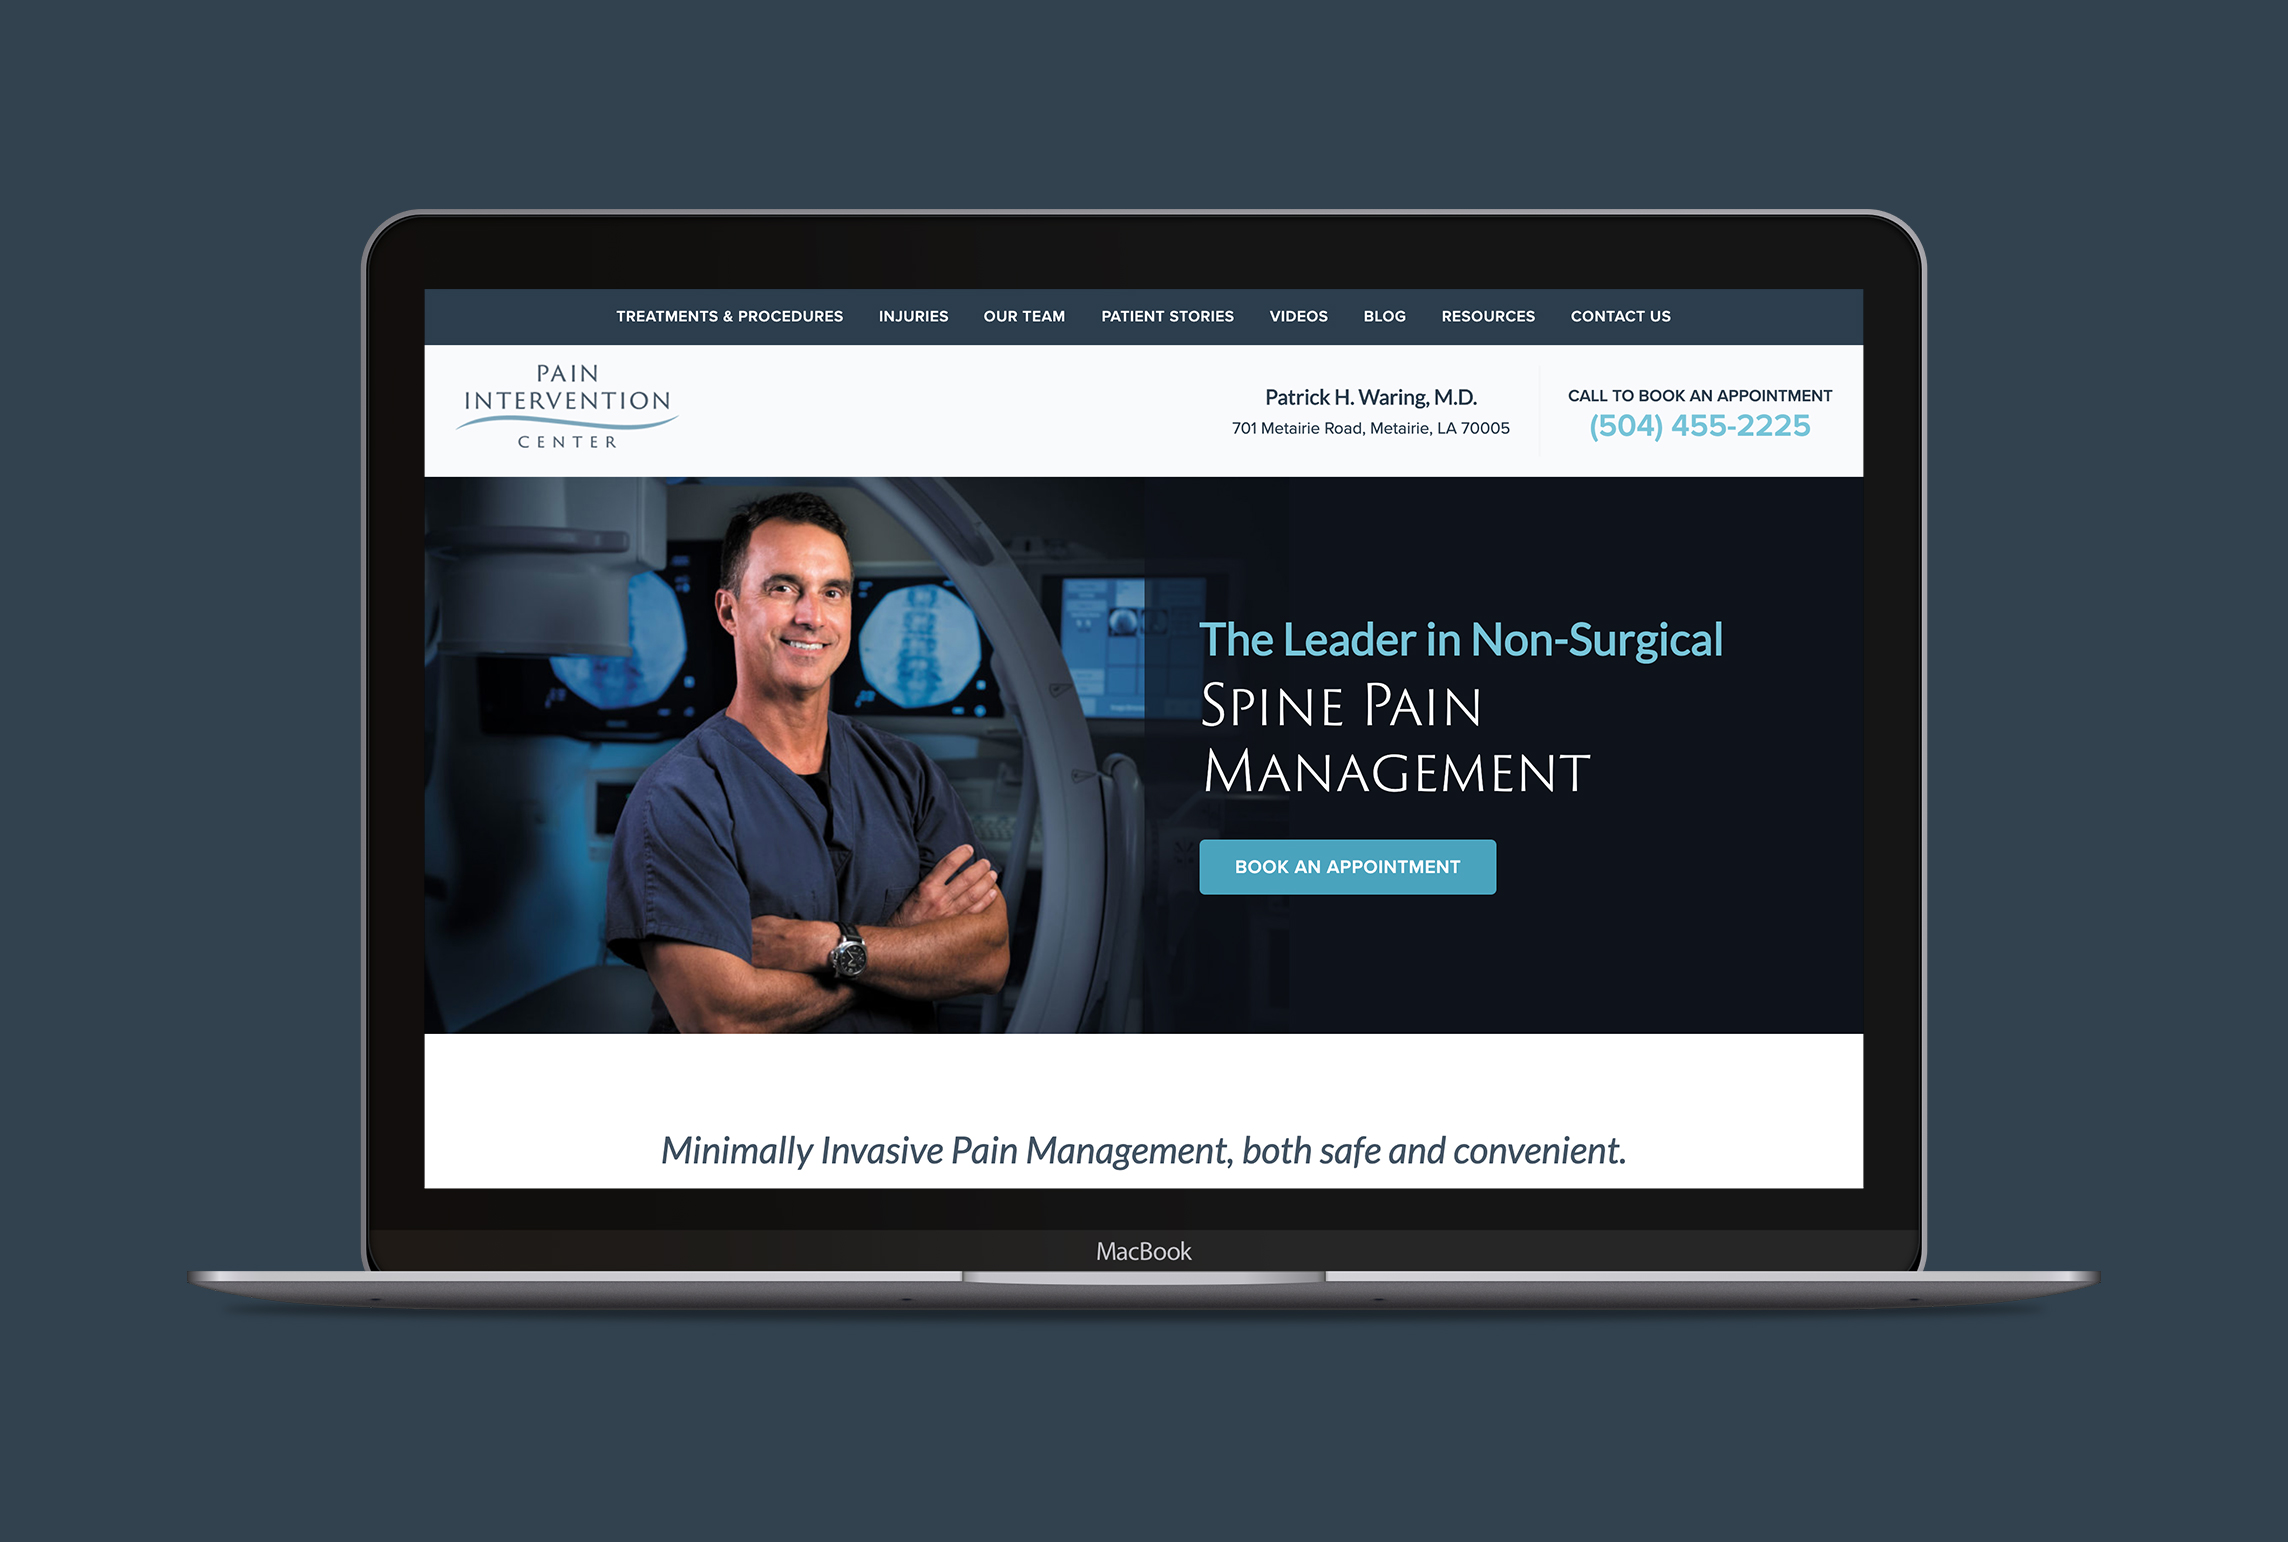 TREATMENTS & PROCEDURES INJURIES OUR TEAM PATIENT STORIES VIDEOS BLOG RESOURCES CONTACT US
PAIN
INTERVENTION
CENTER
Patrick H. Waring, M.D.
701 Metairie Road, Metairie, LA 70005
CALL TO BOOK AN APPOINTMENT
(504) 455-2225
The Leader in Non-Surgical
SPINE PAIN
MANAGEMENT
BOOK AN APPOINTMENT
Minimally Invasive Pain Management, both safe and convenient.
MacBook